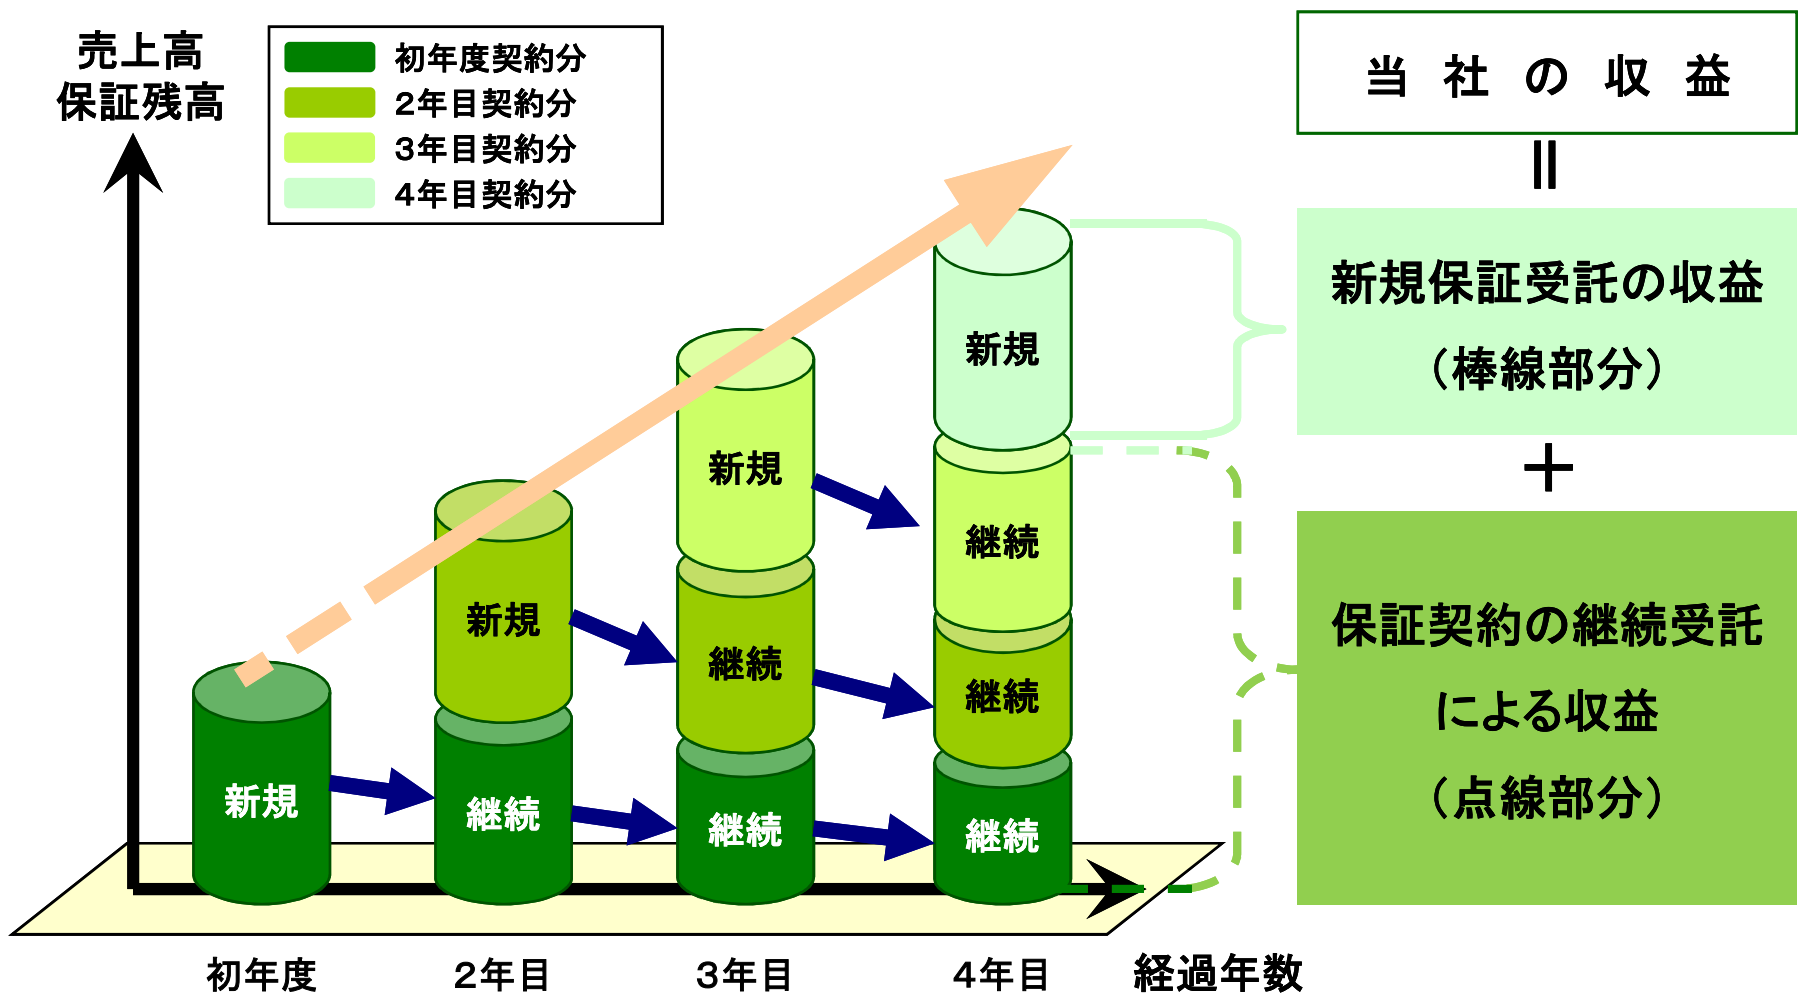 売上高
保証残高
初年度契約分
2年目契約分
3年目契約分
4年目契約分
当社の収益
=
新規保証受託の収益
（棒線部分）
+
保証契約の継続受託
による収益
（点線部分）
新規
新規
継続
新規
継続
継続
新規
継続
継続
継続
初年度
2年目
3年目
4年目
経過年数